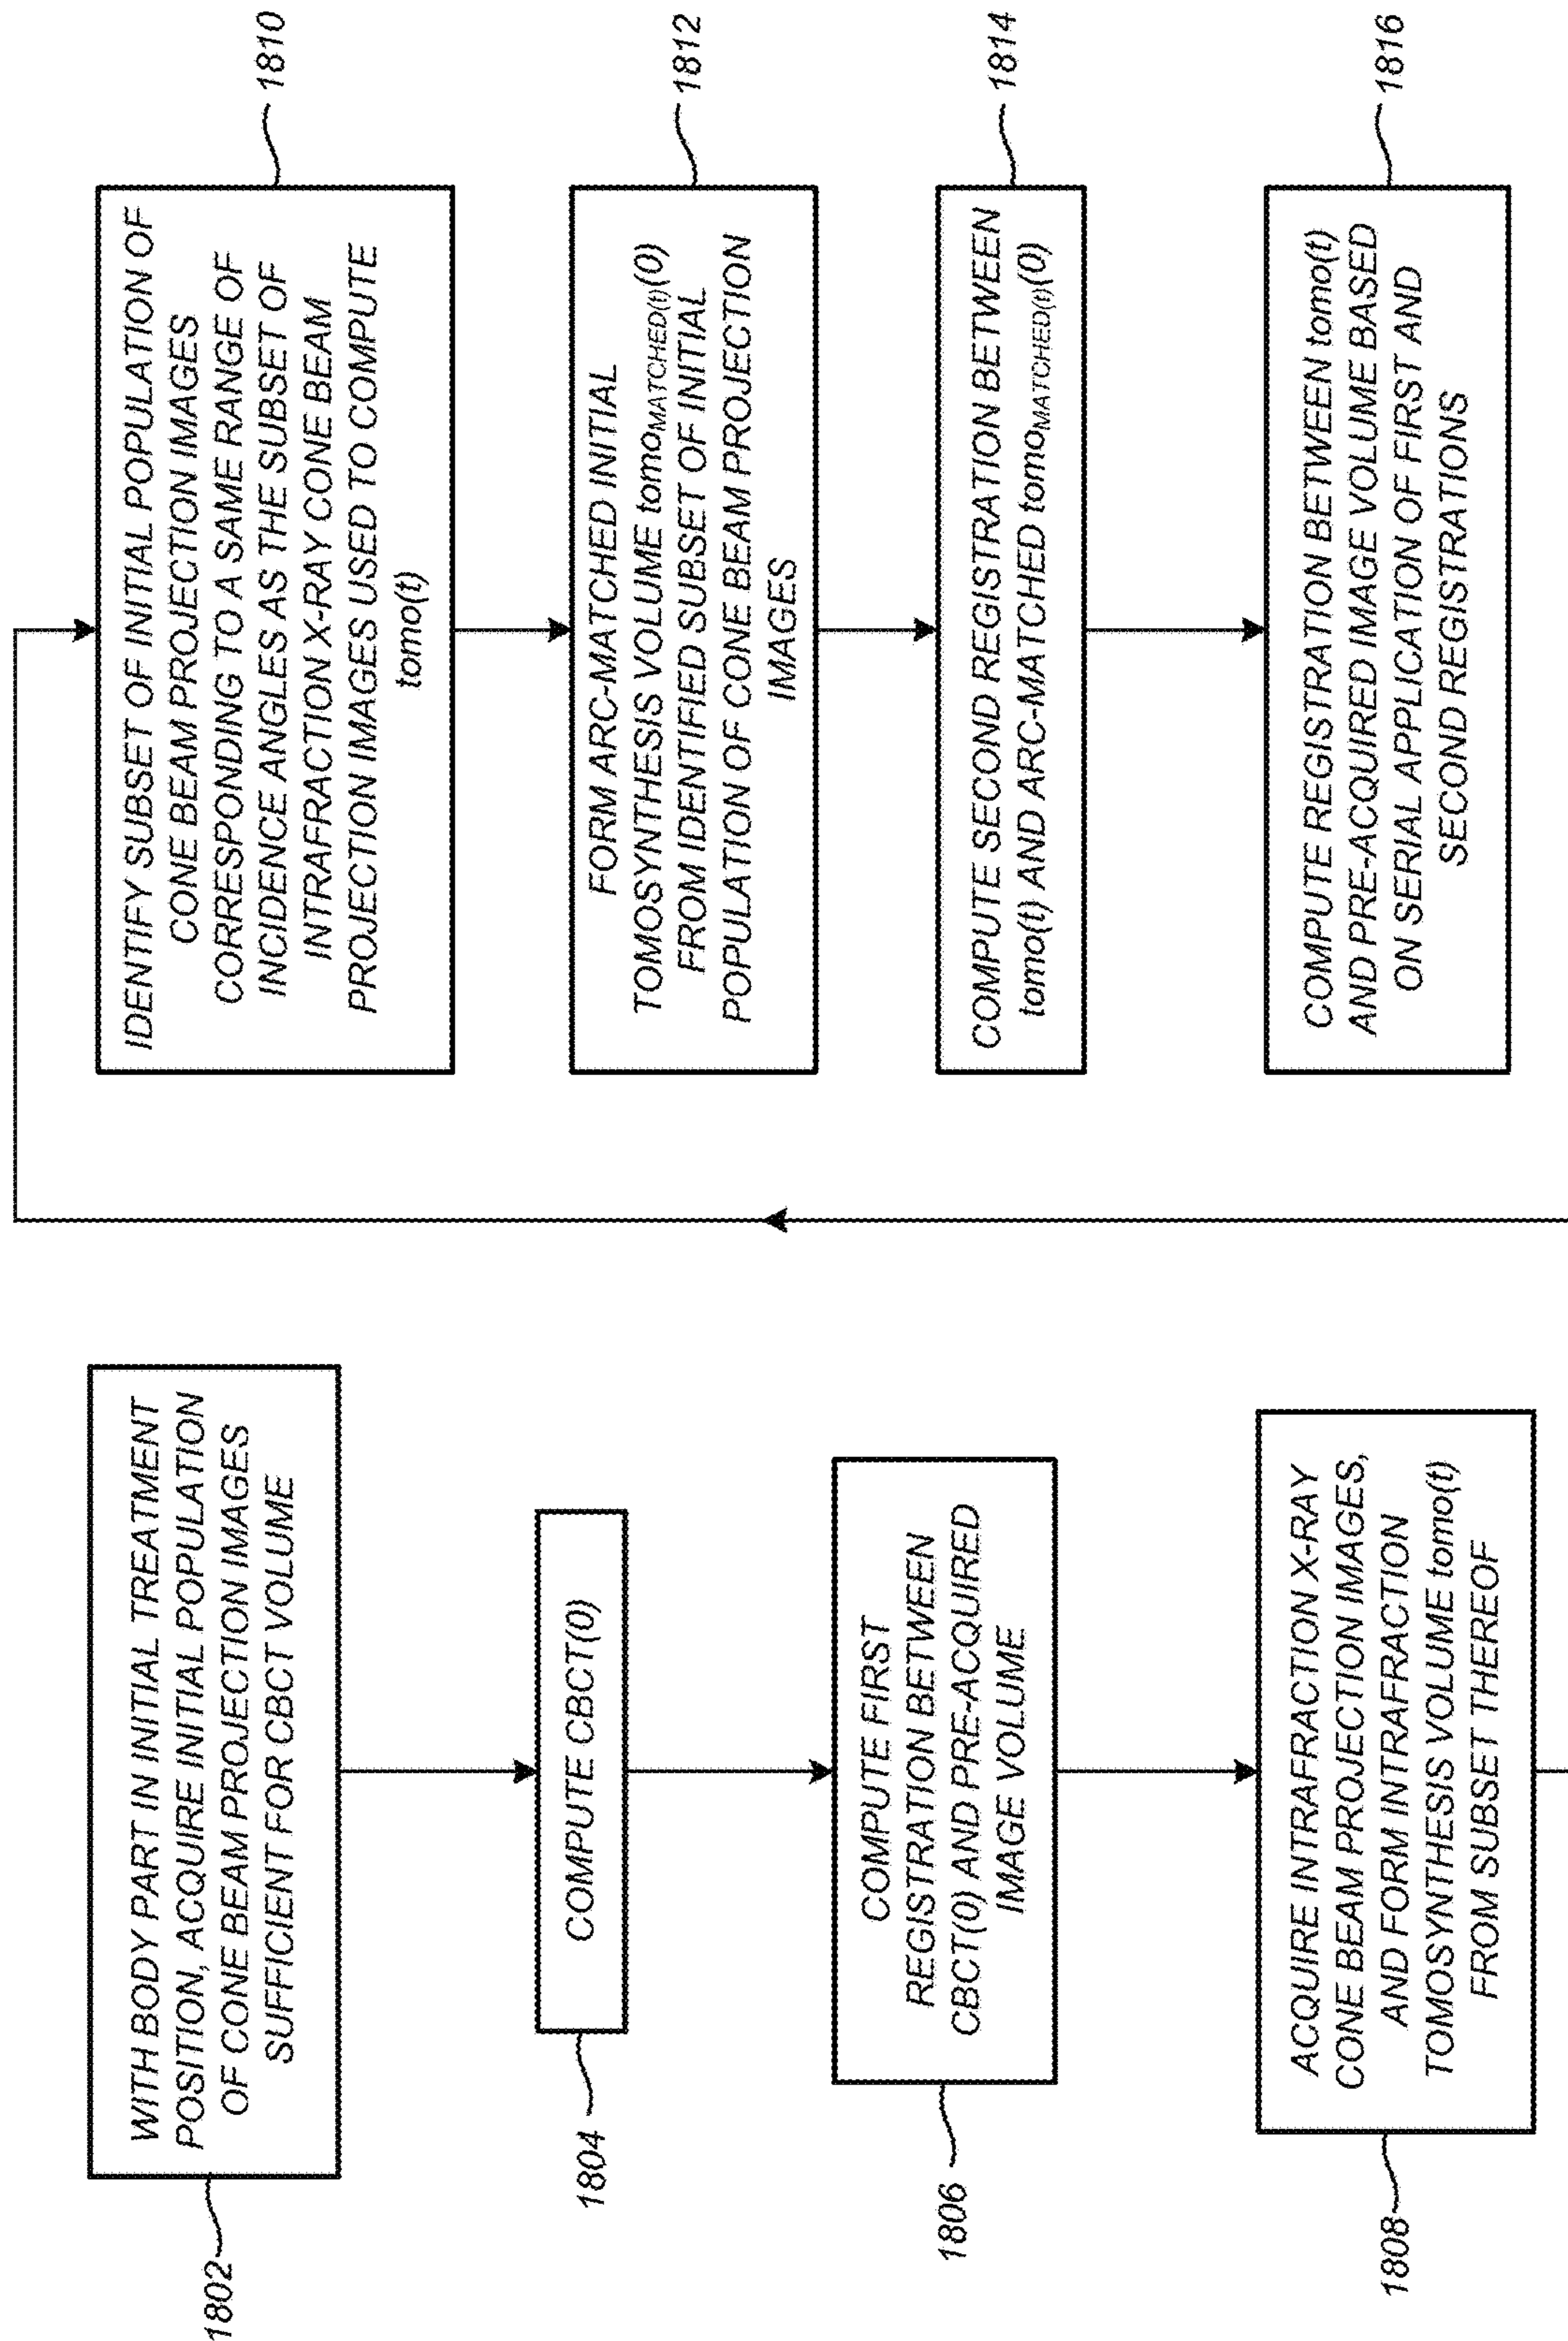 1802
WITH BODY PART IN INITIAL TREATMENT
POSITION, ACQUIRE INITIAL POPULATION
OF CONE BEAM PROJECTION IMAGES
SUFFICIENT FOR CBCT VOLUME
1804
COMPUTE CBCT(0)
1806
COMPUTE FIRST
REGISTRATION BETWEEN
CBCT(0) AND PRE-ACQUIRED
IMAGE VOLUME
1808
ACQUIRE INTRAFRACTION X-RAY
CONE BEAM PROJECTION IMAGES,
AND FORM INTRAFRACTION
TOMOSYNTHESIS VOLUME tomo(t)
FROM SUBSET THEREOF
IDENTIFY SUBSET OF INITIAL POPULATION OF
CONE BEAM PROJECTION IMAGES
CORRESPONDING TO A SAME RANGE OF
INCIDENCE ANGLES AS THE SUBSET OF
INTRAFRACTION X-RAY CONE BEAM
PROJECTION IMAGES USED TO COMPUTE
tomo(t)
1810
FORM ARC-MATCHED INITIAL
TOMOSYNTHESIS VOLUME tomoMATCHED(t)(0)
FROM IDENTIFIED SUBSET OF INITIAL
POPULATION OF CONE BEAM PROJECTION
IMAGES
1812
COMPUTE SECOND REGISTRATION BETWEEN
tomo(t) AND ARC-MATCHED tomoMATCHED(t)(0)
1814
COMPUTE REGISTRATION BETWEEN tomo(t)
AND PRE-ACQUIRED IMAGE VOLUME BASED
ON SERIAL APPLICATION OF FIRST AND
SECOND REGISTRATIONS
1816